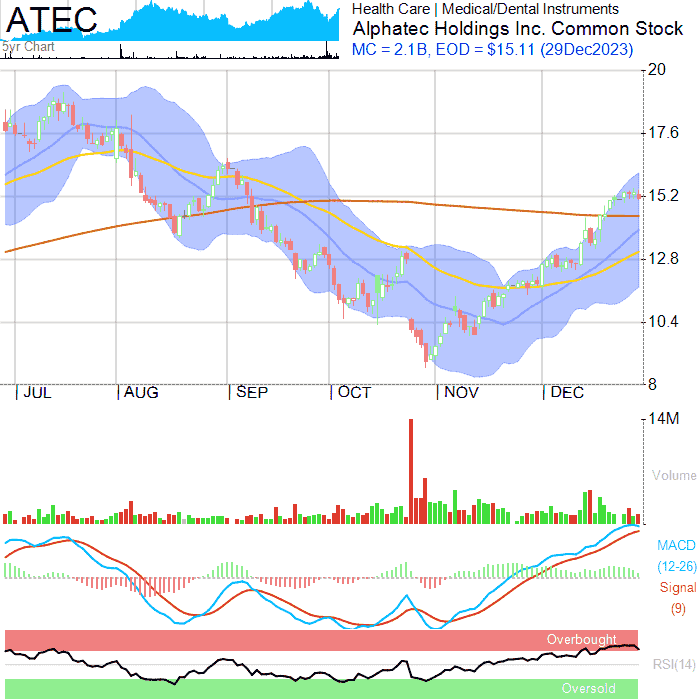 ATEC
5yr Chart
Health Care | Medical/Dental Instruments
Alphatec Holdings Inc. Common Stock
MC = 2.1B, EOD = $15.11 (29Dec2023)
20
17.6
15.2
12.8
10.4
8
JUL AUG SEP OCT NOV DEC
14M
Volume
MACD
(12-26)
Signal
(9)
Overbought
RSI(14)
Oversold